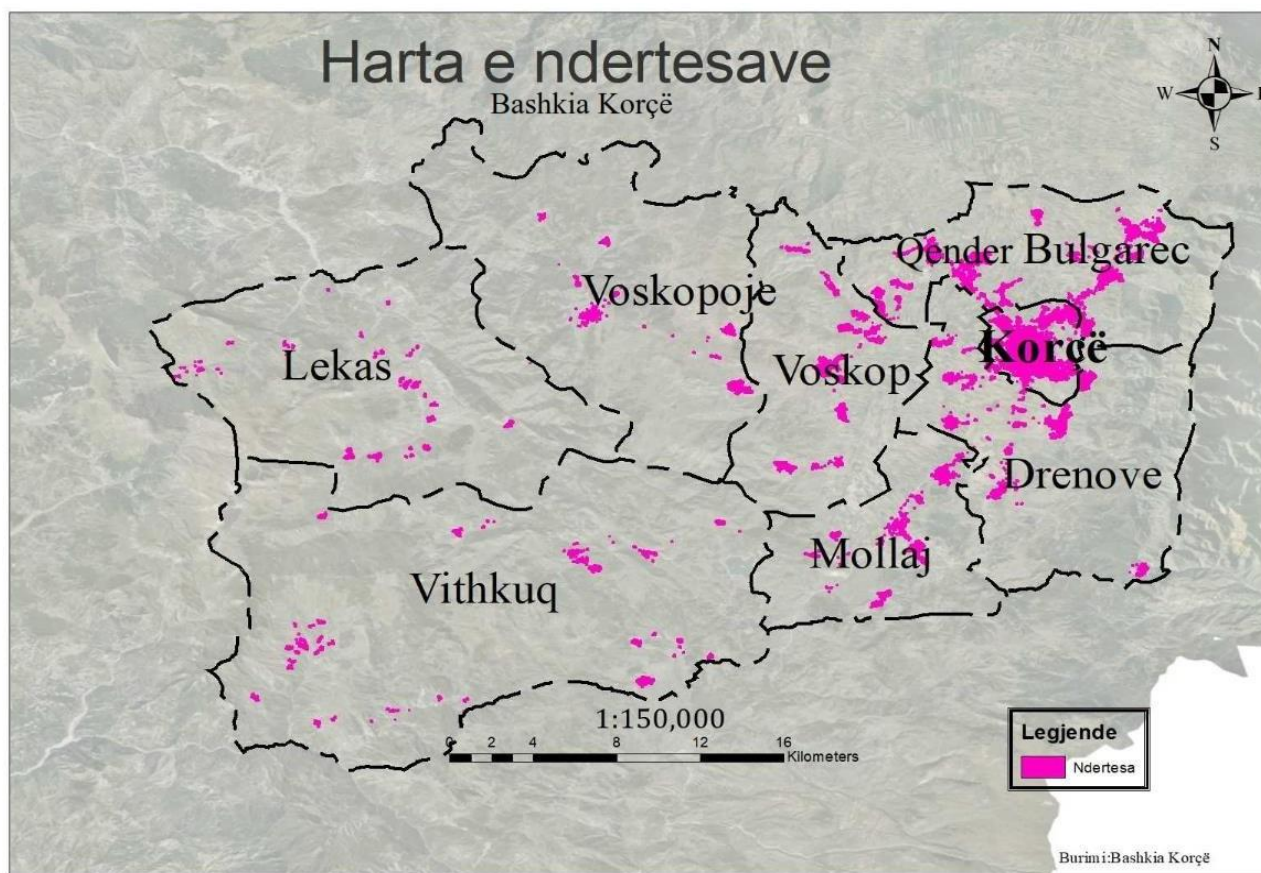 Harta e ndertesave
Bashkia Korçë
N
W
S
Qender Bulgarec
Voskopoje
Korçë
Lekas
Voskop
Drenove
Mollaj
Vithkuq
1:150,000
0 2 4 8 12 16
Kilometers
Legjende
Ndertesa
Burimi:Bashkia Korçë